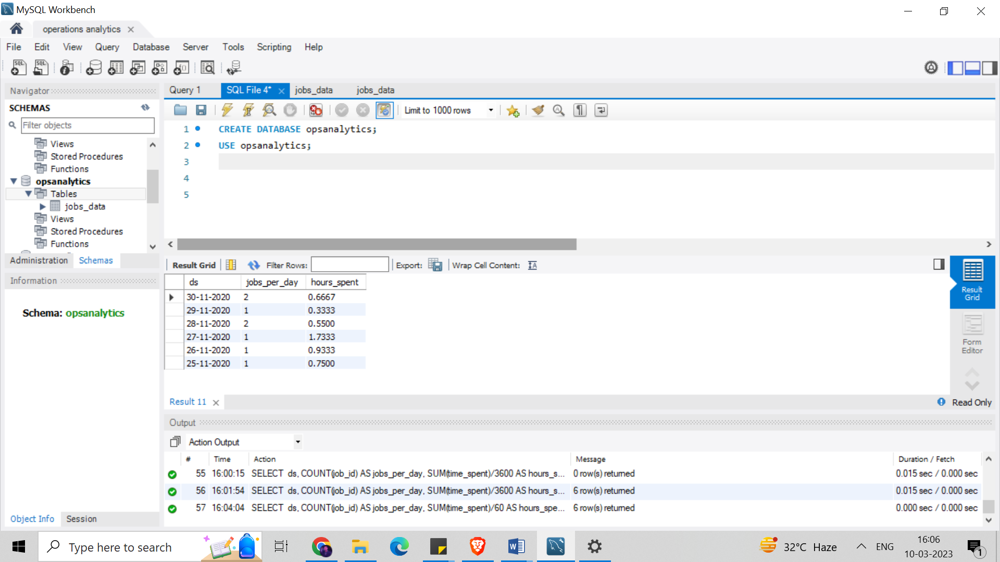 MySQL Workbench
operations analytics
File Edit View Query Database Server Tools Scripting Help
Navigator
SCHEMAS
Filter objects
Views
Stored Procedures
Functions
opsanalytics
Tables
jobs_data
Views
Stored Procedures
Functions
Administration Schemas
Information
Schema: opsanalytics
Object Info Session
Query 1 SQL File 4* jobs_data jobs_data
Limit to 1000 rows
1 CREATE DATABASE opsanalytics;
2 USE opsanalytics;
3
4
5
Result Grid Filter Rows: Export: Wrap Cell Content:
ds jobs_per_day hours_spent
30-11-2020 2 0.6667
29-11-2020 1 0.3333
28-11-2020 2 0.5500
27-11-2020 1 1.7333
26-11-2020 1 0.9333
25-11-2020 1 0.7500
Result Grid
Form Editor
Result 11
Read Only
Output
Action Output
# Time Action Message Duration / Fetch
55 16:00:15 SELECT ds, COUNT(job_id) AS jobs_per_day, SUM(time_spent)/3600 AS hours_s... 0 row(s) returned 0.015 sec / 0.000 sec
56 16:01:54 SELECT ds, COUNT(job_id) AS jobs_per_day, SUM(time_spent)/3600 AS hours_s... 6 row(s) returned 0.015 sec / 0.000 sec
57 16:04:04 SELECT ds, COUNT(job_id) AS jobs_per_day, SUM(time_spent)/60 AS hours_spe... 6 row(s) returned 0.000 sec / 0.000 sec
Type here to search
32°C Haze
ENG
16:06
10-03-2023
1